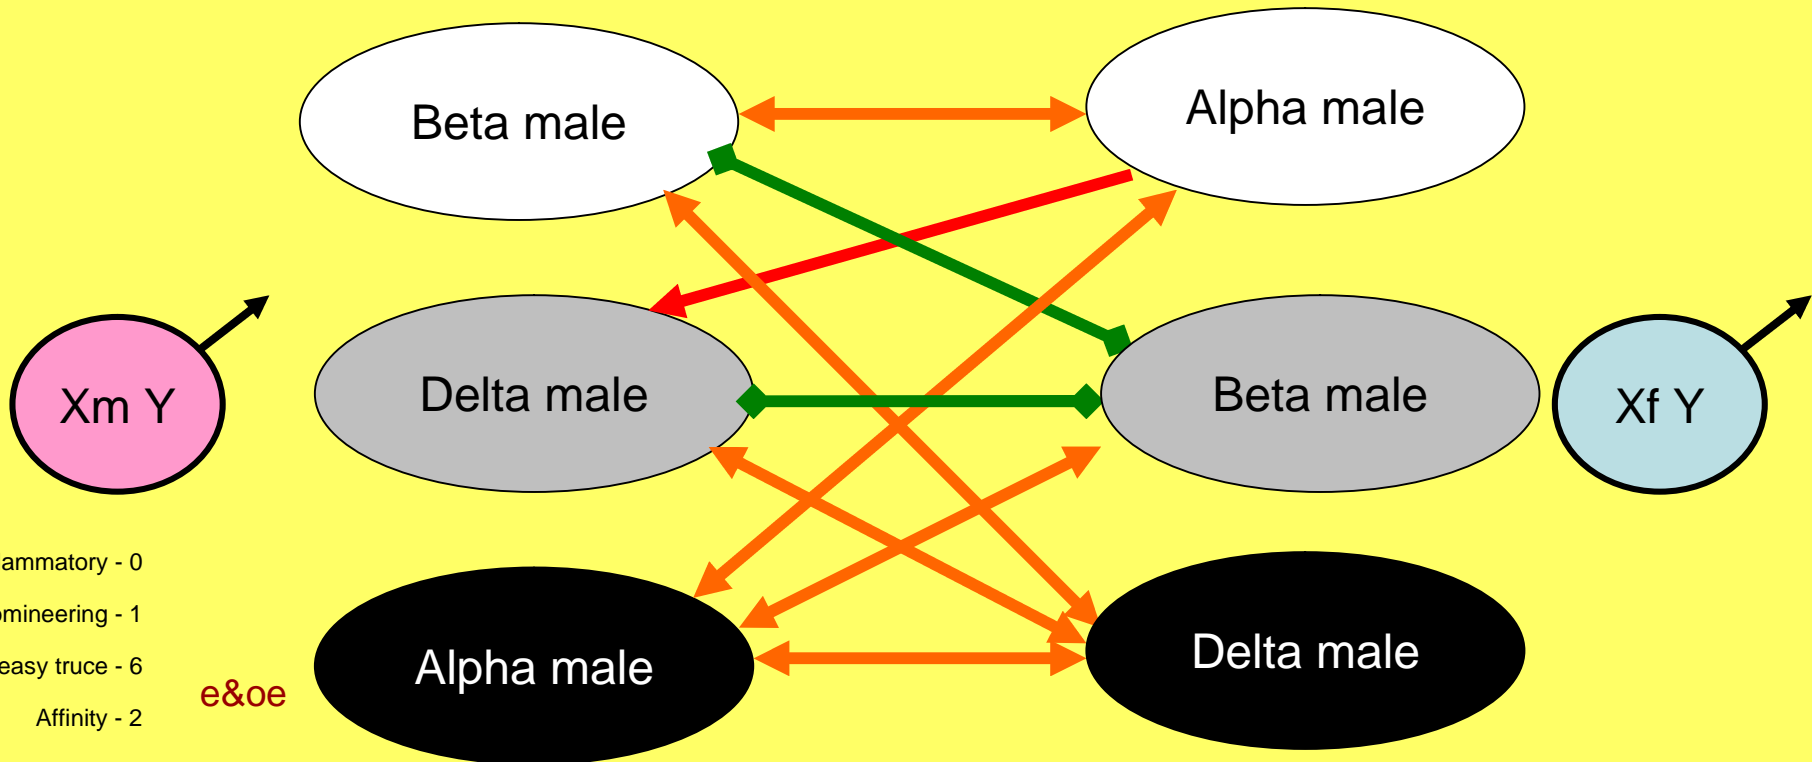 Beta male
Alpha male
Delta male
Beta male
Xm Y
Xf Y
ammatory - 0
mineering - 1
easy truce - 6
Affinity - 2
e&oe
Alpha male
Delta male